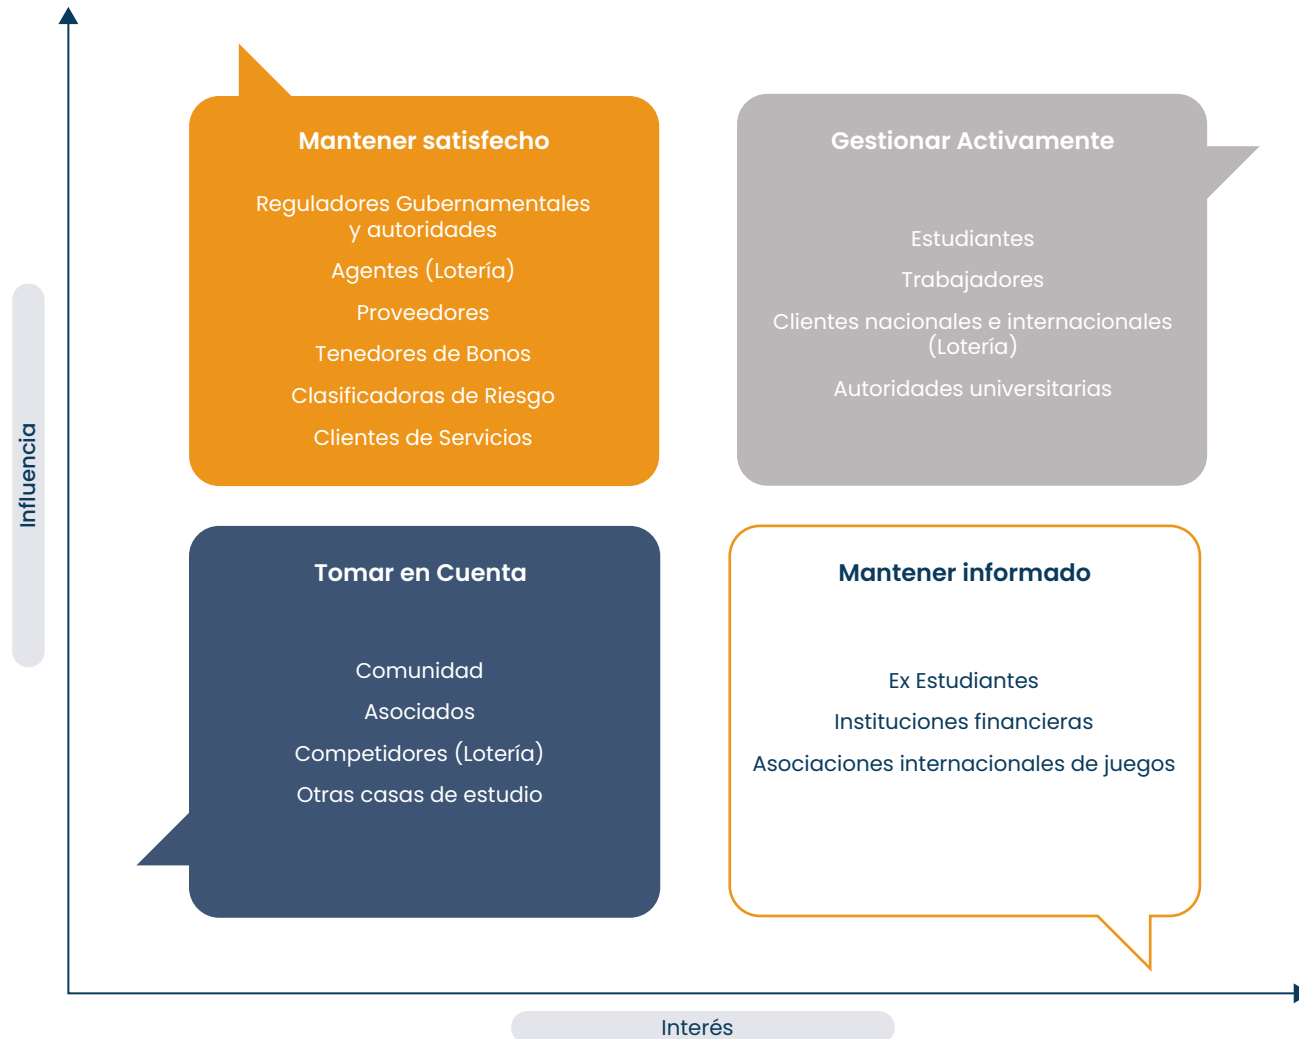 Influencia
Mantener satisfecho
Reguladores Gubernamentales
y autoridades
Agentes (Lotería)
Proveedores
Tenedores de Bonos
Clasificadoras de Riesgo
Clientes de Servicios
Gestionar Activamente
Estudiantes
Trabajadores
Clientes nacionales e internacionales
(Lotería)
Autoridades universitarias
Tomar en Cuenta
Comunidad
Asociados
Competidores (Lotería)
Otras casas de estudio
Mantener informado
Ex Estudiantes
Instituciones financieras
Asociaciones internacionales de juegos
Interés